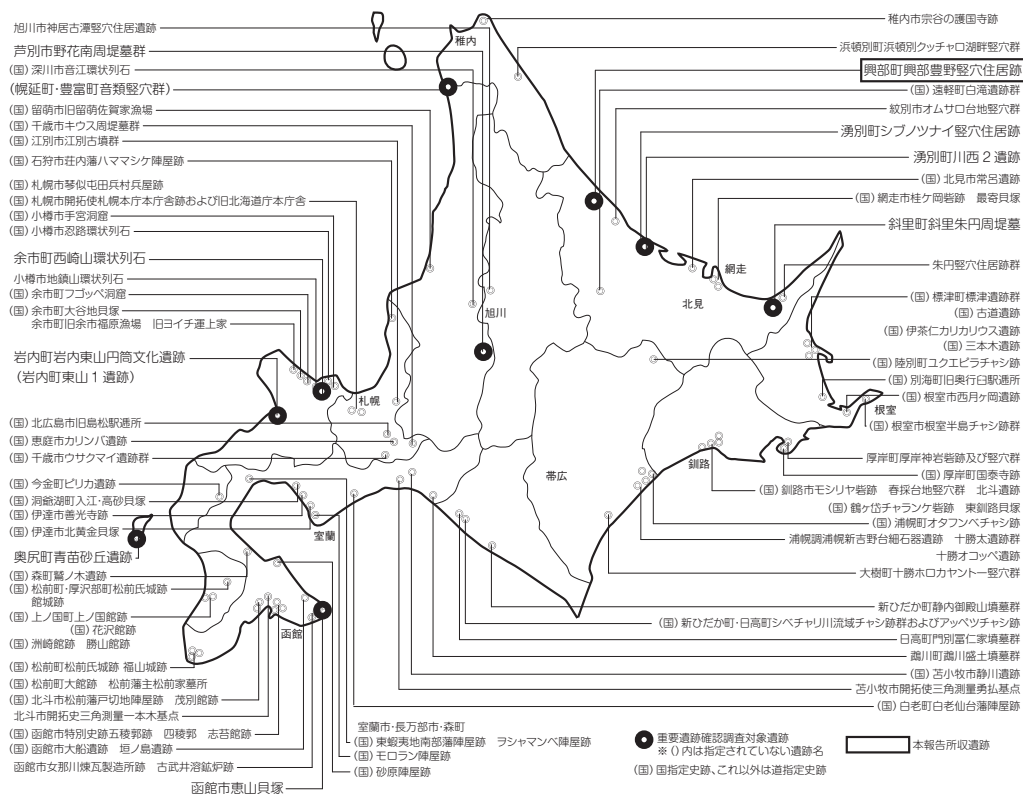 旭川市神居古潭竪穴住居遺跡
芦別市野花南周堤墓群
(国) 深川市音江環状列石
(幌延町・豊富町音類竪穴群)
(国) 留萌市旧留萌佐賀家漁場
(国) 千歳市キウス周堤墓群
(国) 江別市江別古墳群
(国) 石狩市荘内藩ハママシケ陣屋跡
(国) 札幌市琴似屯田兵村兵屋跡
(国) 札幌市開拓使札幌本庁本庁舎跡および旧北海道庁本庁舎
(国) 小樽市手宮洞窟
(国) 小樽市忍路環状列石
余市町西崎山環状列石
小樽市地鎮山環状列石
(国) 余市町フゴッペ洞窟
(国) 余市町大谷地貝塚
余市町旧余市福原漁場 旧ヨイチ運上家
岩内町岩内東山円筒文化遺跡
(岩内町東山1遺跡)
(国) 北広島市旧島松駅逓所
(国) 恵庭市カリンバ遺跡
(国) 千歳市ウサクマイ遺跡群
(国) 今金町ピリカ遺跡
(国) 洞爺湖町入江・高砂貝塚
(国) 伊達市善光寺跡
(国) 伊達市北黄金貝塚
奥尻町青苗砂丘遺跡
(国) 森町鷲ノ木遺跡
(国) 松前町・厚沢部町松前氏城跡
館城跡
(国) 上ノ国町上ノ国館跡
(国) 花沢館跡
(国) 洲崎館跡 勝山館跡
(国) 松前町松前氏城跡 福山城跡
(国) 松前町大館跡 松前藩主松前家墓所
(国) 北斗市松前藩戸切地陣屋跡 茂別館跡
北斗市開拓史三角測量一本木基点
(国) 函館市特別史跡五稜郭跡 四稜郭 志苔館跡
(国) 函館市大船遺跡 垣ノ島遺跡
函館市女那川煉瓦製造所跡 古武井溶鉱炉跡
函館市恵山貝塚
稚内
旭川
札幌
室蘭
函館
帯広
釧路
根室
北見
網走
稚内市宗谷の護国寺跡
浜頓別町浜頓別クッチャロ湖畔竪穴群
興部町興部豊野竪穴住居跡
(国) 遠軽町白滝遺跡群
紋別市オムサロ台地竪穴群
湧別町シブノツナイ竪穴住居跡
湧別町川西2遺跡
(国) 北見市常呂遺跡
(国) 網走市桂ケ岡砦跡 最寄貝塚
斜里町斜里朱円周堤墓
朱円竪穴住居跡群
(国) 標津町標津遺跡群
(国) 古道遺跡
(国) 伊茶仁カリカリウス遺跡
(国) 三本木遺跡
(国) 陸別町ユクエピラチャシ跡
(国) 別海町旧奥行臼駅逓所
(国) 根室市西月ケ岡遺跡
(国) 根室市根室半島チャシ跡群
厚岸町厚岸神岩砦跡及び竪穴群
(国) 厚岸町国泰寺跡
(国) 釧路市モシリヤ砦跡 春採台地竪穴群 北斗遺跡
(国) 鶴ケ岱チャランケ砦跡 東釧路貝塚
(国) 浦幌町オタフンベチャシ跡
浦幌調浦幌新吉野台細石器遺跡 十勝太遺跡群
十勝オコッペ遺跡
大樹町十勝ホロカヤントー竪穴群
新ひだか町静内御殿山墳墓群
(国) 新ひだか町・日高町シベチャリ川流域チャシ跡群およびアッペツチャシ跡
日高町門別冨仁家墳墓群
鵡川町鵡川盛土墳墓群
(国) 苫小牧市静川遺跡
苫小牧市開拓使三角測量勇払基点
(国) 白老町白老仙台藩陣屋跡
室蘭市・長万部市・森町
(国) 東蝦夷地南部藩陣屋跡 ヲシャマンベ陣屋跡
(国) モロラン陣屋跡
(国) 砂原陣屋跡
重要遺跡確認調査対象遺跡
※()内は指定されていない遺跡名
(国) 国指定史跡、これ以外は道指定史跡
本報告所収遺跡